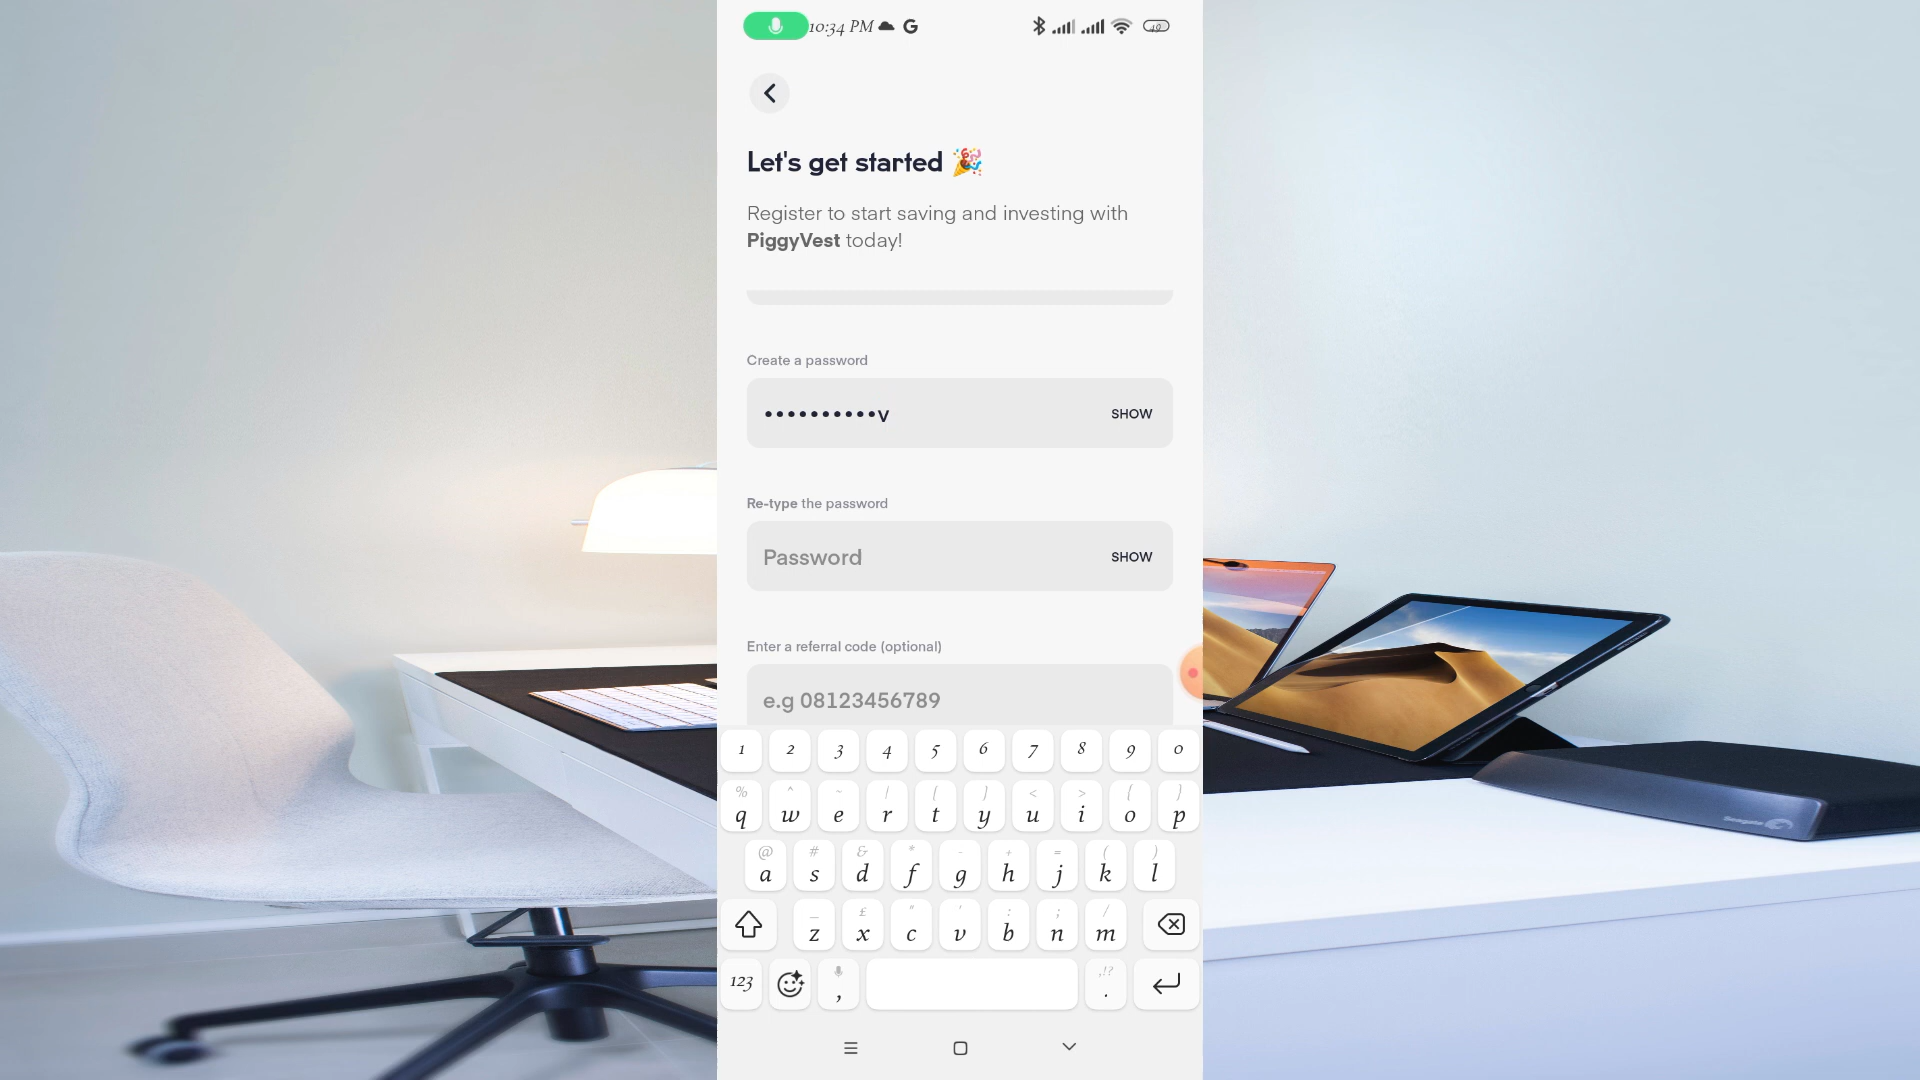 10:34 PM G 49
Let's get started 🎉
Register to start saving and investing with
PiggyVest today!
Create a password
••••••••••v SHOW
Re-type the password
Password SHOW
Enter a referral code (optional)
e.g 08123456789
1 2 3 4 5 6 7 8 9 0
% ^ ~ | [ ] < > { }
q w e r t y u i o p
@ # & * - + = ( )
a s d f g h j k l
_ £ " ' : ; /
z x c v b n m
123 , ,!? .